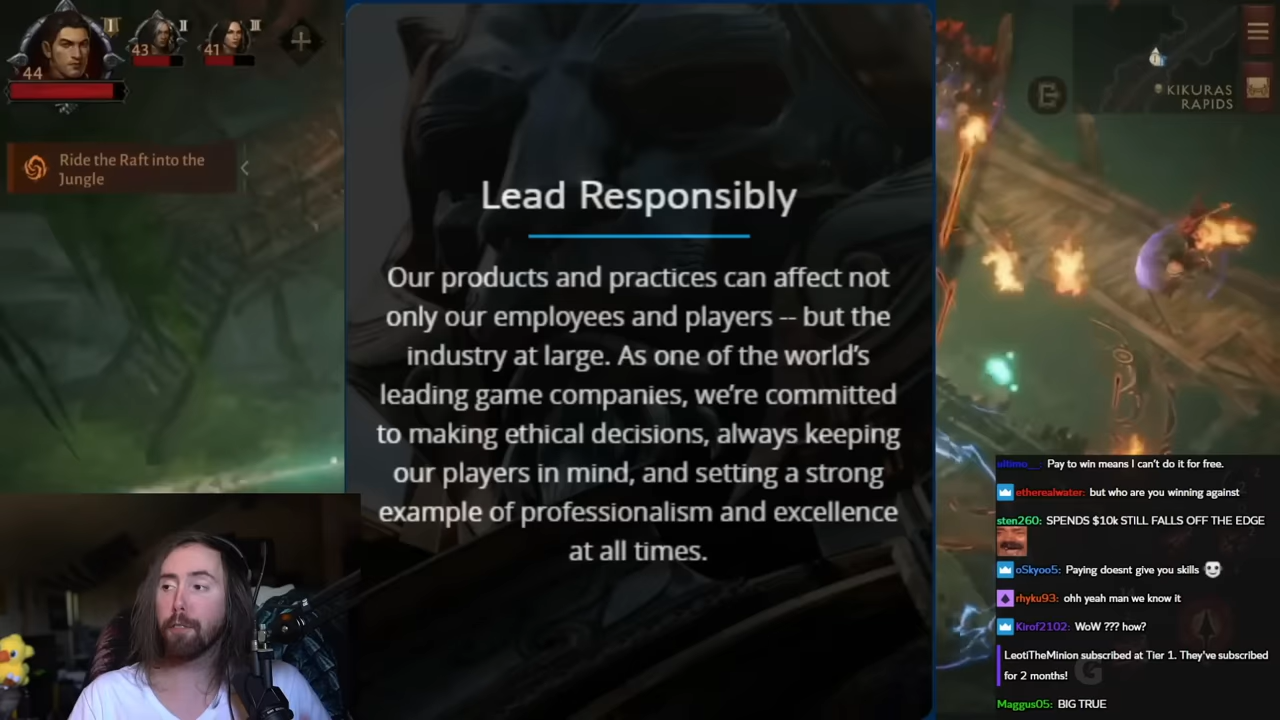 44
II
43
II
41
III
Ride the Raft into the
Jungle
KIKURAS
RAPIDS
Lead Responsibly
Our products and practices can affect not
only our employees and players -- but the
industry at large. As one of the world's
leading game companies, we're committed
to making ethical decisions, always keeping
our players in mind, and setting a strong
example of professionalism and excellence
at all times.
ultimo__: Pay to win means I can't do it for free.
etherealwater: but who are you winning against
sten260: SPENDS $10k STILL FALLS OFF THE EDGE
oSkyoo5: Paying doesnt give you skills
rhyku93: ohh yeah man we know it
Kirof2102: WoW ??? how?
LeotiTheMinion subscribed at Tier 1. They've subscribed
for 2 months!
G
Maggus05: BIG TRUE